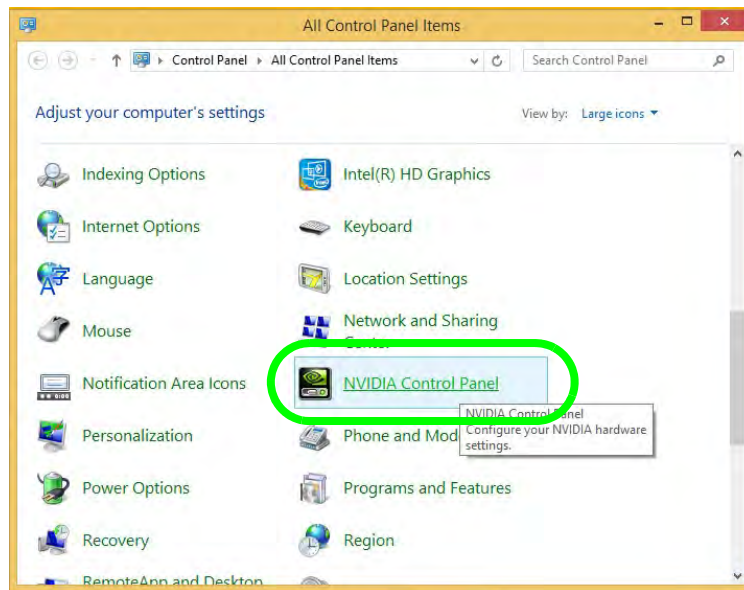 All Control Panel Items
Control Panel All Control Panel Items
Search Control Panel
Adjust your computer's settings
View by: Large icons
Indexing Options
Intel(R) HD Graphics
Internet Options
Keyboard
Language
Location Settings
Mouse
Network and Sharing
Notification Area Icons
NVIDIA Control Panel
NVIDIA Control Panel
Configure your NVIDIA hardware
settings.
Personalization
Phone and Mod
Power Options
Programs and Features
Recovery
Region
RemoteApp and Desktop